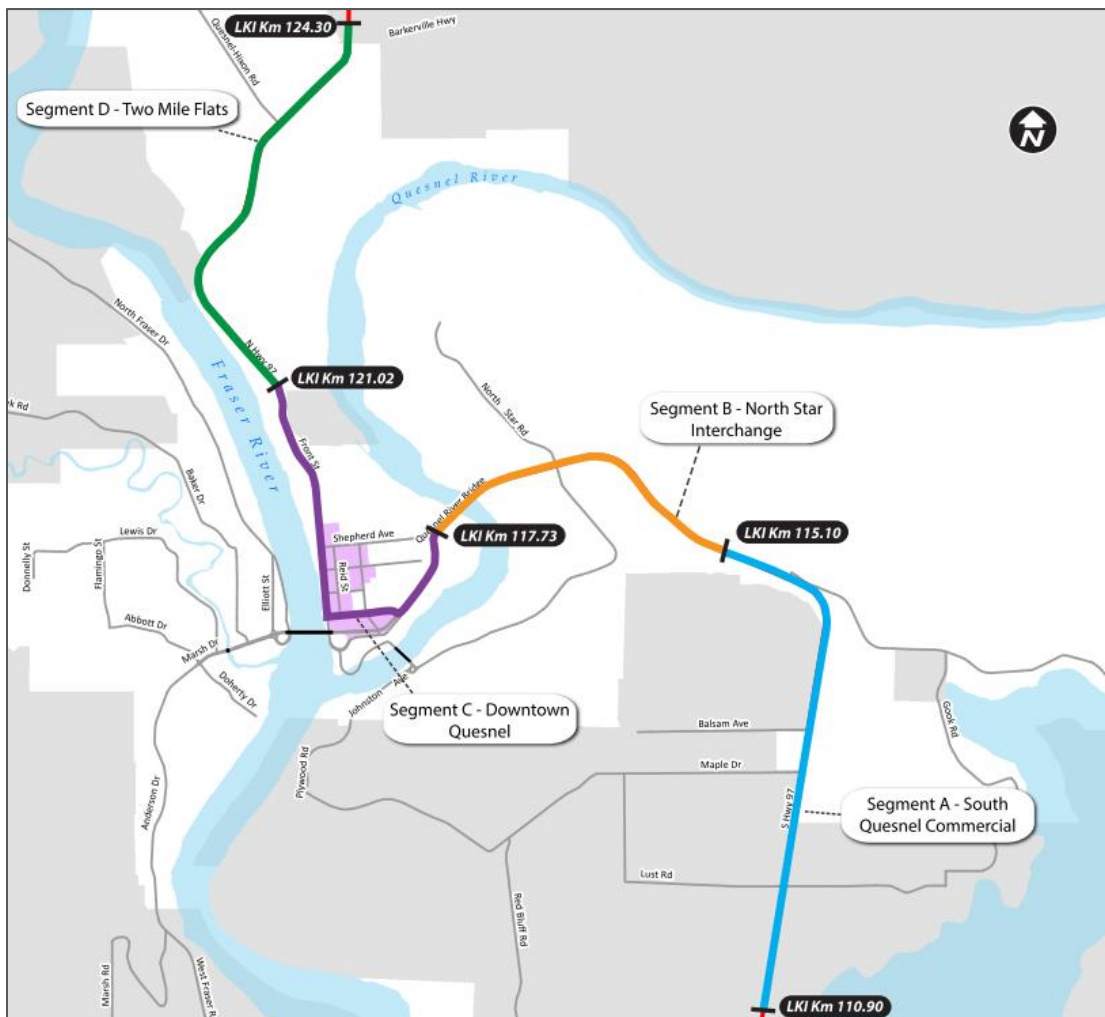 LKI Km 124.30
Barkerville Hwy
Quesnel-Hixon Rd
Segment D - Two Mile Flats
N
Quesnel River
North Fraser Dr
N Hwy 97
LKI Km 121.02
Fraser River
North Star Rd
Segment B - North Star
Interchange
ek Rd
Front St
Baker Dr
Quesnel River Bridge
LKI Km 117.73
LKI Km 115.10
Shepherd Ave
Lewis Dr
Donnelly St
Flamingo St
Reid St
Elliott St
Abbott Dr
Marsh Dr
Doherty Dr
Johnston Ave
Segment C - Downtown
Quesnel
Gook Rd
Balsam Ave
Plywood Rd
Maple Dr
Anderson Dr
S Hwy 97
Segment A - South
Quesnel Commercial
Lust Rd
Red Bluff Rd
Marsh Rd
West Fraser R
LKI Km 110.90